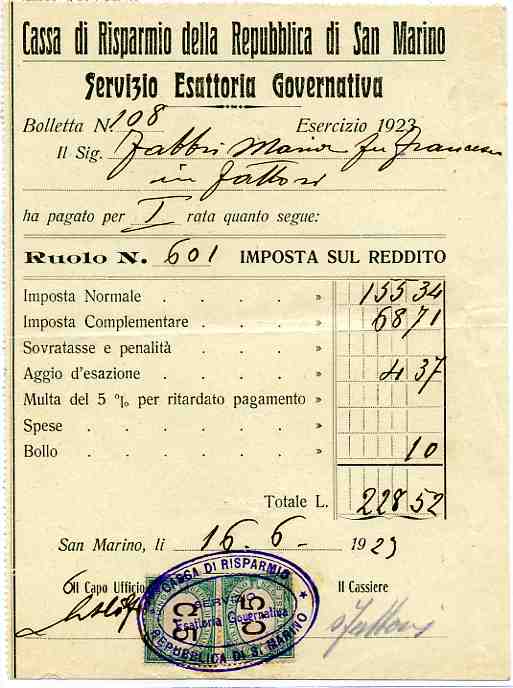 Cassa di Risparmio della Repubblica di San Marino
Servizio Esattoria Governativa
Bolletta N. 108 Esercizio 1923
Il Sig. Fabbri Maria fu Francesco
in Fattori
ha pagato per I rata quanto segue:
Ruolo N. 601 IMPOSTA SUL REDDITO
Imposta Normale . . . . . » 155 34
Imposta Complementare . . . . » 68 71
Sovratasse e penalità . . . »
Aggio d'esazione . . . . . » 4 37
Multa del 5 % per ritardato pagamento »
Spese . . . . . . . »
Bollo . . . . . . . » 10
Totale L. 228 52
San Marino, lì 16 - 6 - 1923
Il Capo Ufficio Il Cassiere
CASSA DI RISPARMIO
SERVIZIO
Esattoria Governativa
REPUBBLICA DI S. MARINO
05
Fattori